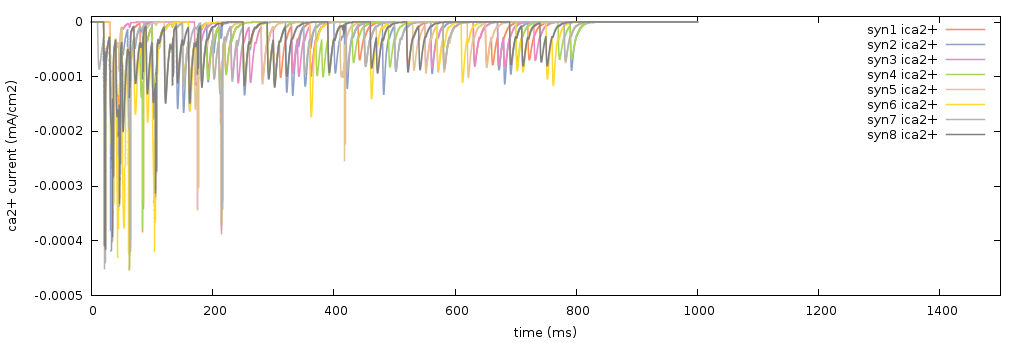 0
-0.0001
-0.0002
-0.0003
-0.0004
-0.0005
ca2+ current (mA/cm2)
0 200 400 600 800 1000 1200 1400
time (ms)
syn1 ica2+
syn2 ica2+
syn3 ica2+
syn4 ica2+
syn5 ica2+
syn6 ica2+
syn7 ica2+
syn8 ica2+